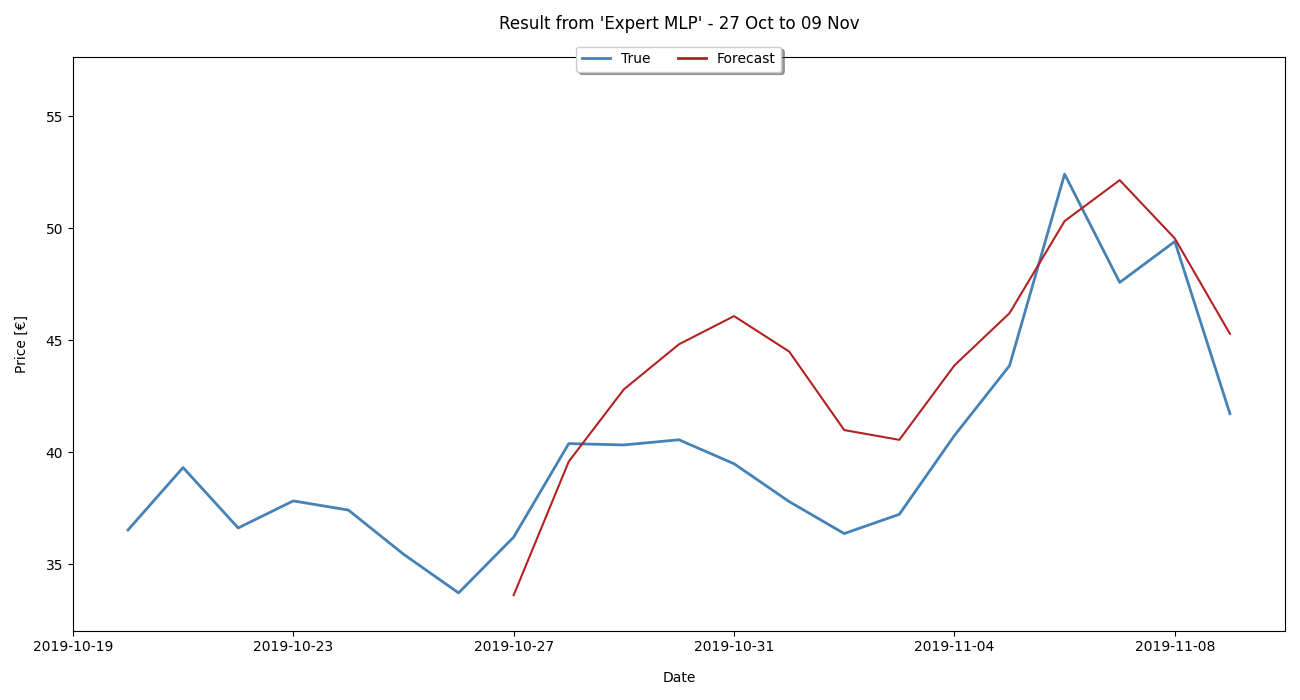 Result from 'Expert MLP' - 27 Oct to 09 Nov
True Forecast
55
50
45
40
35
Price [€]
2019-10-19 2019-10-23 2019-10-27 2019-10-31 2019-11-04 2019-11-08
Date